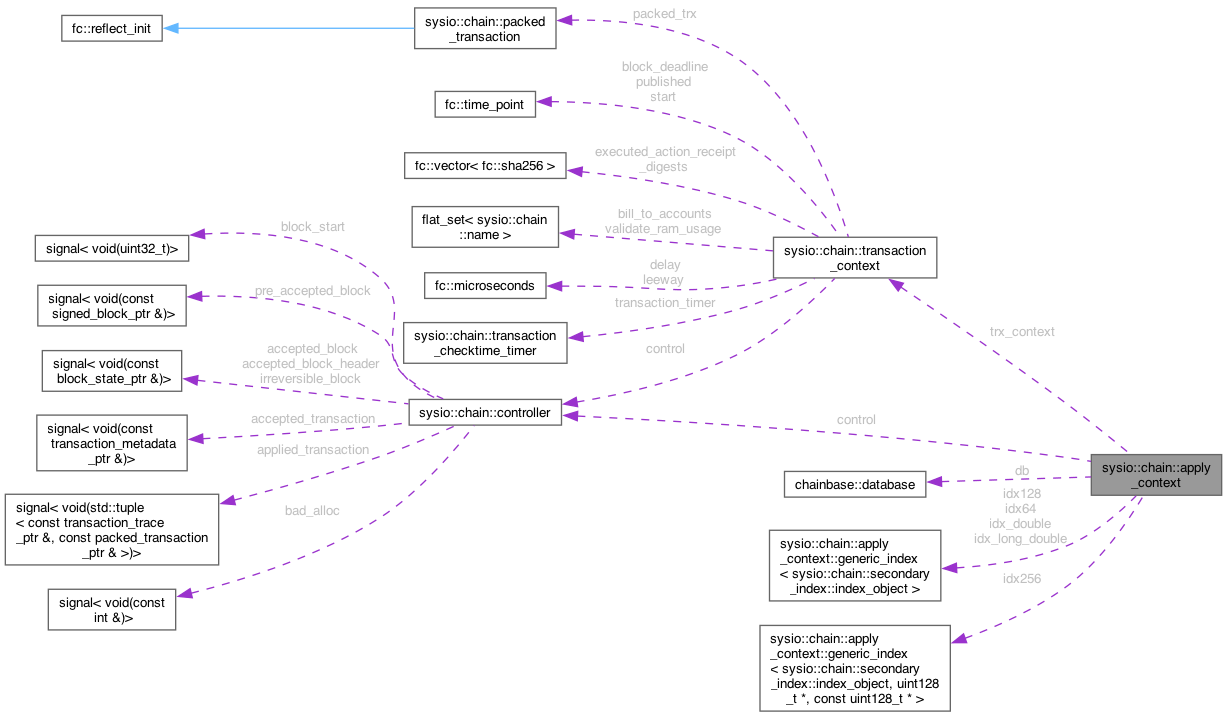 fc::reflect_init
sysio::chain::packed
_transaction
packed_trx
block_deadline
published
start
fc::time_point
executed_action_receipt
_digests
fc::vector< fc::sha256 >
bill_to_accounts
validate_ram_usage
flat_set< sysio::chain
::name >
block_start
signal< void(uint32_t)>
sysio::chain::transaction
_context
delay
leeway
fc::microseconds
pre_accepted_block
signal< void(const
signed_block_ptr &)>
transaction_timer
sysio::chain::transaction
_checktime_timer
trx_context
control
accepted_block
accepted_block_header
irreversible_block
signal< void(const
block_state_ptr &)>
sysio::chain::controller
accepted_transaction
signal< void(const
transaction_metadata
_ptr &)>
control
applied_transaction
sysio::chain::apply
_context
db
chainbase::database
signal< void(std::tuple
< const transaction_trace
_ptr &, const packed_transaction
_ptr & >)>
bad_alloc
idx128
idx64
idx_double
idx_long_double
sysio::chain::apply
_context::generic_index
< sysio::chain::secondary
_index::index_object >
idx256
signal< void(const
int &)>
sysio::chain::apply
_context::generic_index
< sysio::chain::secondary
_index::index_object, uint128
_t *, const uint128_t * >